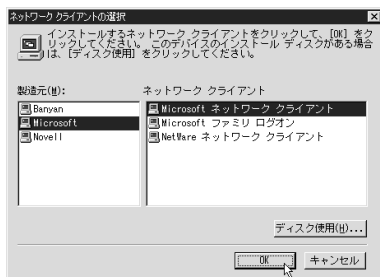 ネットワーク クライアントの選択
インストールするネットワーク クライアントをクリックして、[OK] をク
リックしてください。 このデバイスのインストール ディスクがある場合
は、[ディスク使用] をクリックしてください。
製造元(M):
ネットワーク クライアント
Banyan
Microsoft
Novell
Microsoft ネットワーク クライアント
Microsoft ファミリ ログオン
NetWare ネットワーク クライアント
ディスク使用(H)...
OK
キャンセル